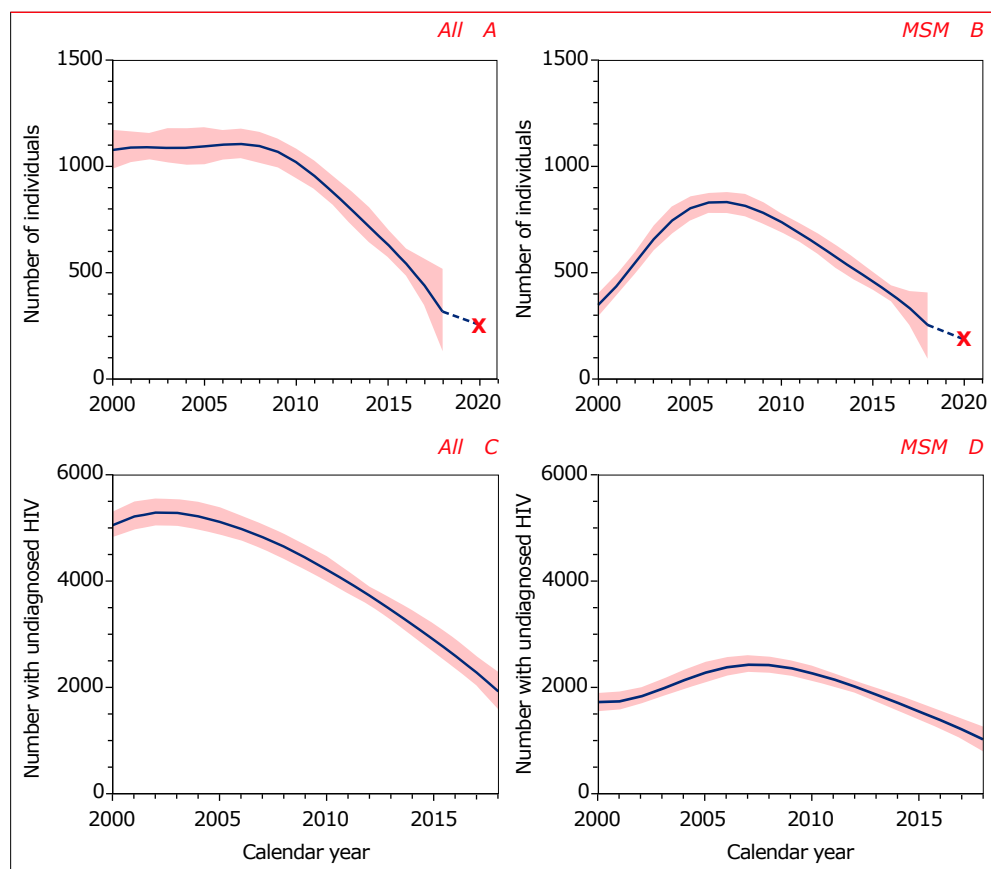 All A
Number of individuals
1500
1000
500
0
2000 2005 2010 2015 2020
X
MSM B
Number of individuals
1500
1000
500
0
2000 2005 2010 2015 2020
X
All C
Number with undiagnosed HIV
6000
4000
2000
0
2000 2005 2010 2015
Calendar year
MSM D
Number with undiagnosed HIV
6000
4000
2000
0
2000 2005 2010 2015
Calendar year